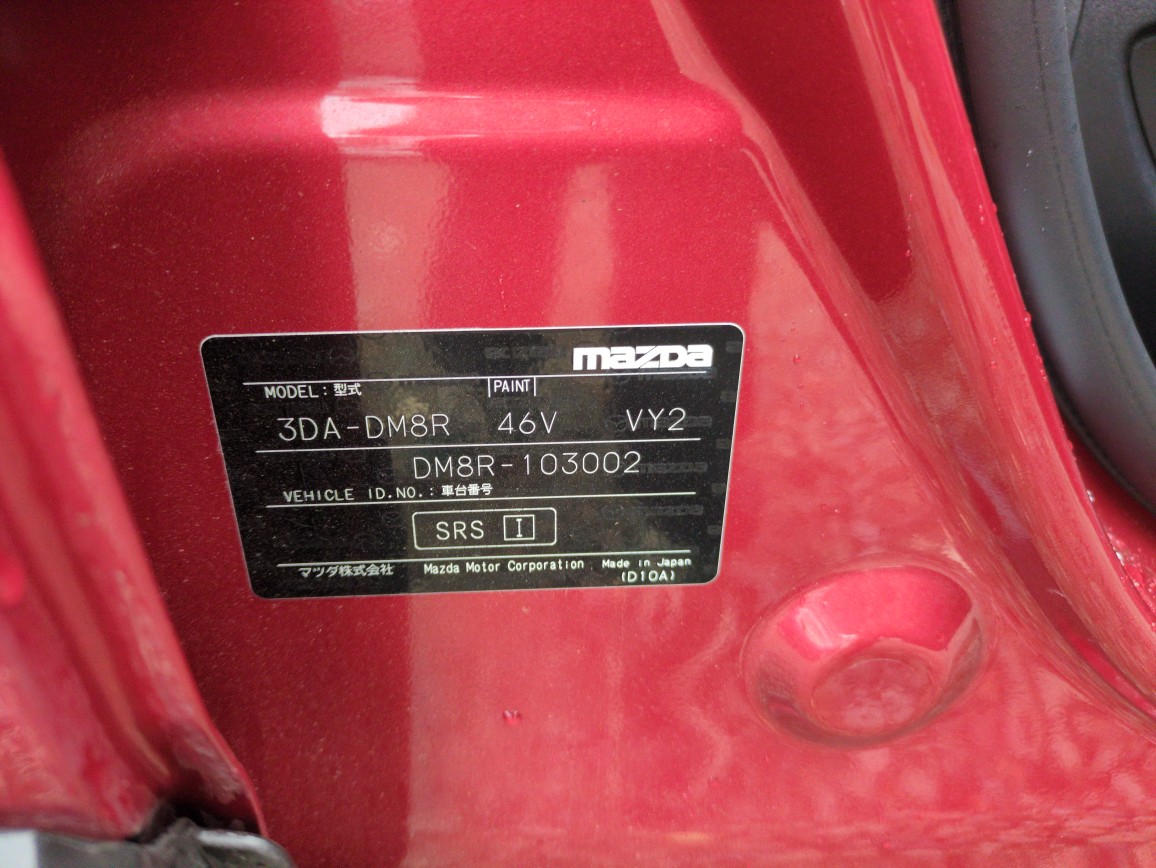 mazda
MODEL：型式 PAINT
3DA-DM8R 46V VY2
DM8R-103002
VEHICLE ID.NO.：車台番号
SRS I
マツダ株式会社 Mazda Motor Corporation Made in Japan
(D10A)